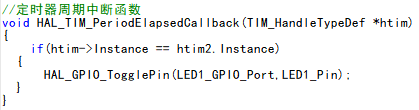 //定时器周期中断函数
void HAL_TIM_PeriodElapsedCallback(TIM_HandleTypeDef *htim)
{
    if(htim->Instance == htim2.Instance)
    {
      HAL_GPIO_TogglePin(LED1_GPIO_Port,LED1_Pin);
  }
}